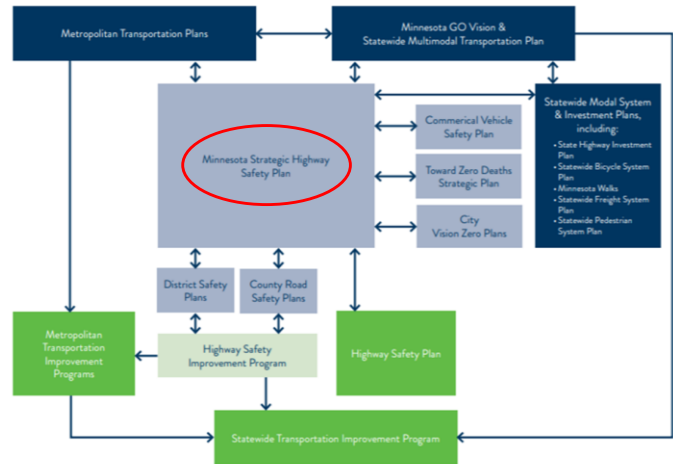 Metropolitan Transportation Plans
Minnesota GO Vision &
Statewide Multimodal Transportation Plan
Minnesota Strategic Highway
Safety Plan
Commerical Vehicle
Safety Plan
Toward Zero Deaths
Strategic Plan
City
Vision Zero Plans
Statewide Modal System
& Investment Plans,
including:
• State Highway Investment
Plan
• Statewide Bicycle System
Plan
• Minnesota Walks
• Statewide Freight System
Plan
• Statewide Pedestrian
System Plan
District Safety
Plans
County Road
Safety Plans
Metropolitan
Transportation
Improvement
Programs
Highway Safety
Improvement Program
Highway Safety Plan
Statewide Transportation Improvement Program